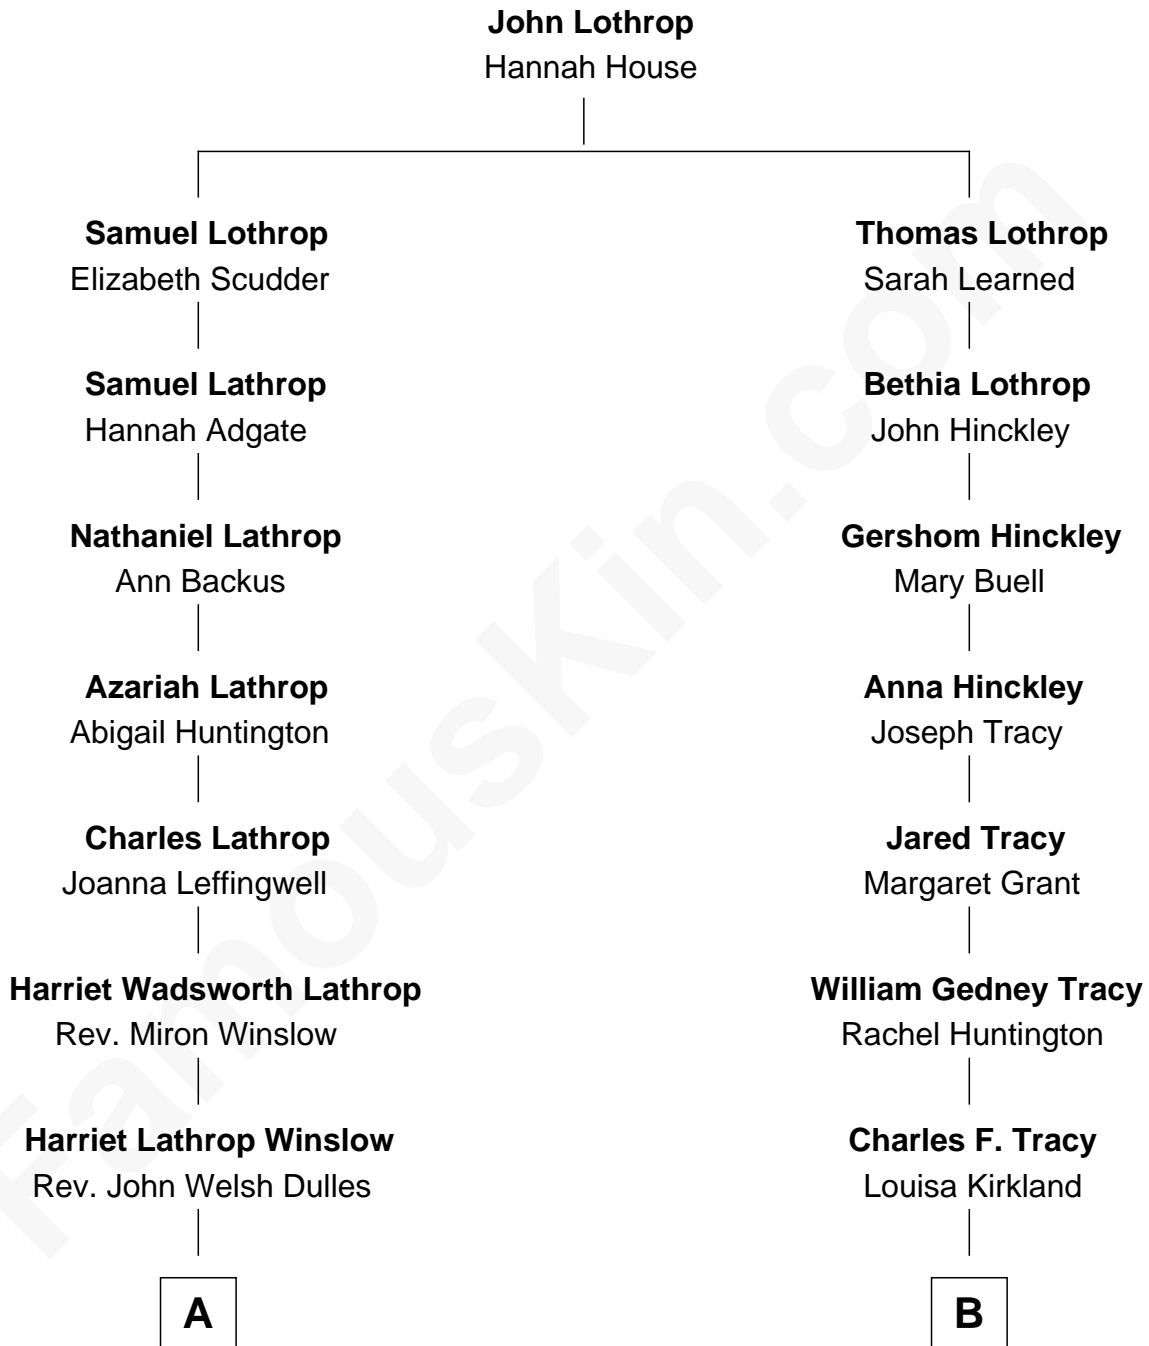 John Lothrop
Hannah House
Samuel Lothrop
Elizabeth Scudder
Thomas Lothrop
Sarah Learned
Samuel Lathrop
Hannah Adgate
Bethia Lothrop
John Hinckley
Nathaniel Lathrop
Ann Backus
Gershom Hinckley
Mary Buell
Azariah Lathrop
Abigail Huntington
Anna Hinckley
Joseph Tracy
Charles Lathrop
Joanna Leffingwell
Jared Tracy
Margaret Grant
Harriet Wadsworth Lathrop
Rev. Miron Winslow
William Gedney Tracy
Rachel Huntington
Harriet Lathrop Winslow
Rev. John Welsh Dulles
Charles F. Tracy
Louisa Kirkland
A
B
FamousKin.com